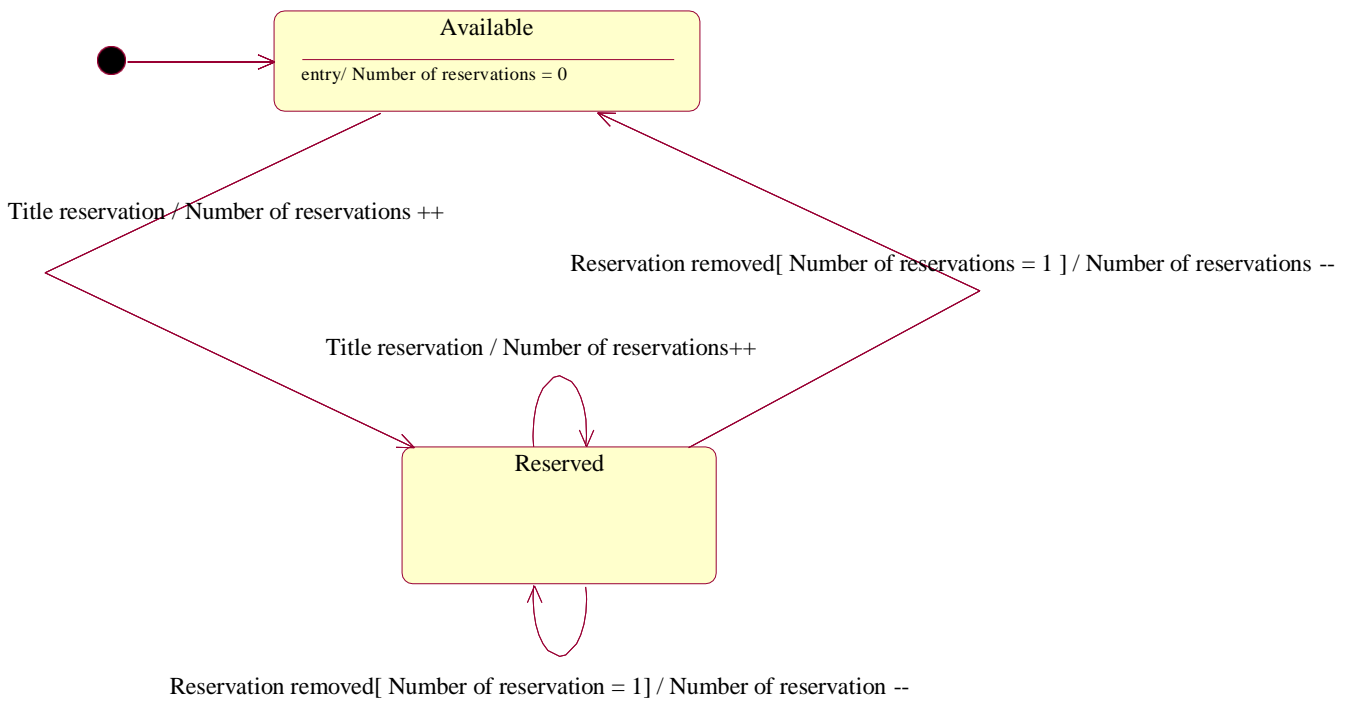 Available
entry/ Number of reservations = 0
Title reservation / Number of reservations ++
Reservation removed[ Number of reservations = 1 ] / Number of reservations --
Title reservation / Number of reservations++
Reserved
Reservation removed[ Number of reservation = 1] / Number of reservation --